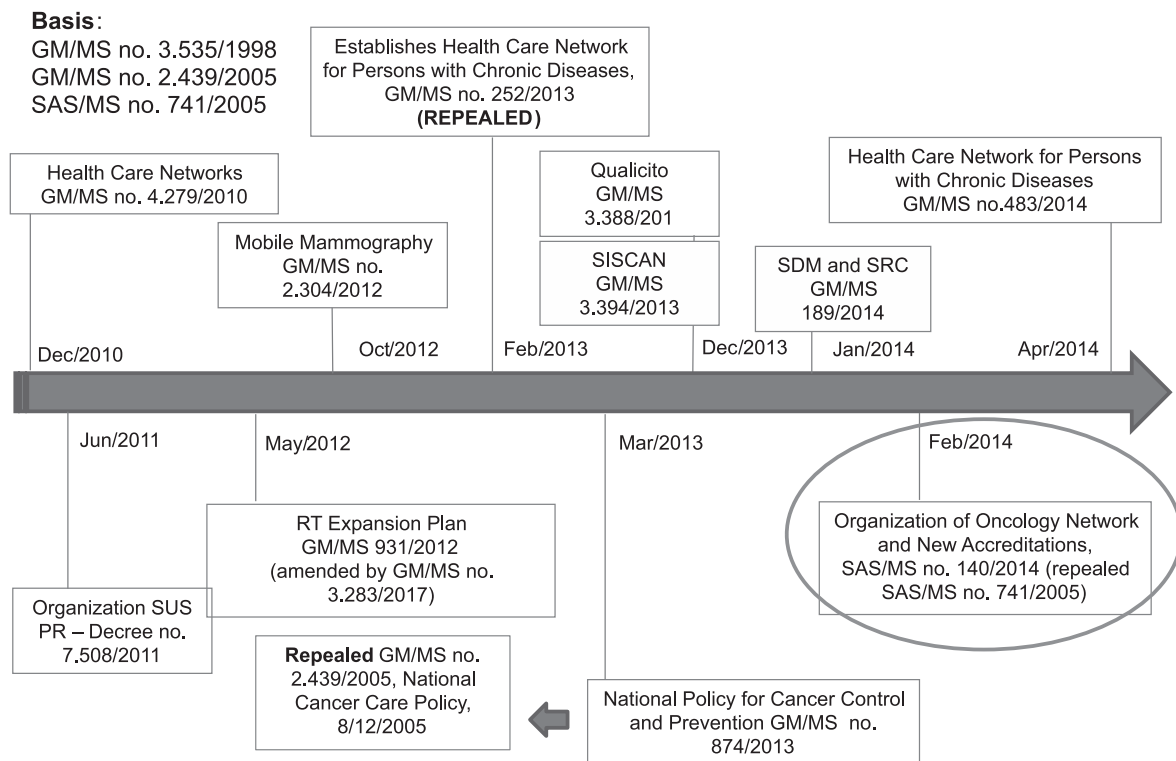 Basis:
GM/MS no. 3.535/1998
GM/MS no. 2.439/2005
SAS/MS no. 741/2005
Establishes Health Care Network
for Persons with Chronic Diseases,
GM/MS no. 252/2013
(REPEALED)
Health Care Networks
GM/MS no. 4.279/2010
Mobile Mammography
GM/MS no.
2.304/2012
Qualicito
GM/MS
3.388/201
SISCAN
GM/MS
3.394/2013
SDM and SRC
GM/MS
189/2014
Health Care Network for Persons
with Chronic Diseases
GM/MS no.483/2014
Dec/2010
Oct/2012
Feb/2013
Dec/2013
Jan/2014
Apr/2014
Jun/2011
May/2012
Mar/2013
Feb/2014
Organization SUS
PR – Decree no.
7.508/2011
RT Expansion Plan
GM/MS 931/2012
(amended by GM/MS no.
3.283/2017)
Repealed GM/MS no.
2.439/2005, National
Cancer Care Policy,
8/12/2005
National Policy for Cancer Control
and Prevention GM/MS no.
874/2013
Organization of Oncology Network
and New Accreditations,
SAS/MS no. 140/2014 (repealed
SAS/MS no. 741/2005)